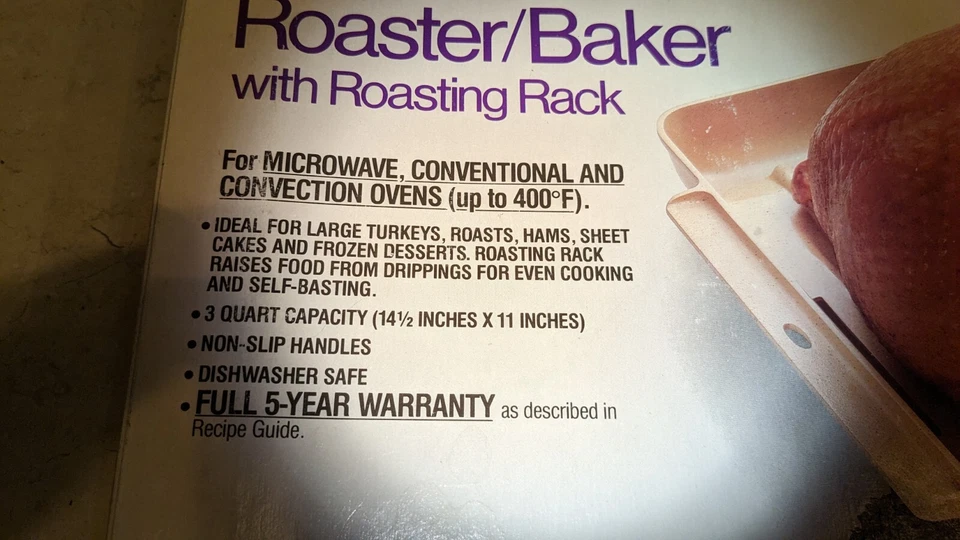 Roaster/Baker
with Roasting Rack
For MICROWAVE, CONVENTIONAL AND
CONVECTION OVENS (up to 400°F).
• IDEAL FOR LARGE TURKEYS, ROASTS, HAMS, SHEET
CAKES AND FROZEN DESSERTS. ROASTING RACK
RAISES FOOD FROM DRIPPINGS FOR EVEN COOKING
AND SELF-BASTING.
• 3 QUART CAPACITY (14½ INCHES X 11 INCHES)
• NON-SLIP HANDLES
• DISHWASHER SAFE
• FULL 5-YEAR WARRANTY as described in
Recipe Guide.